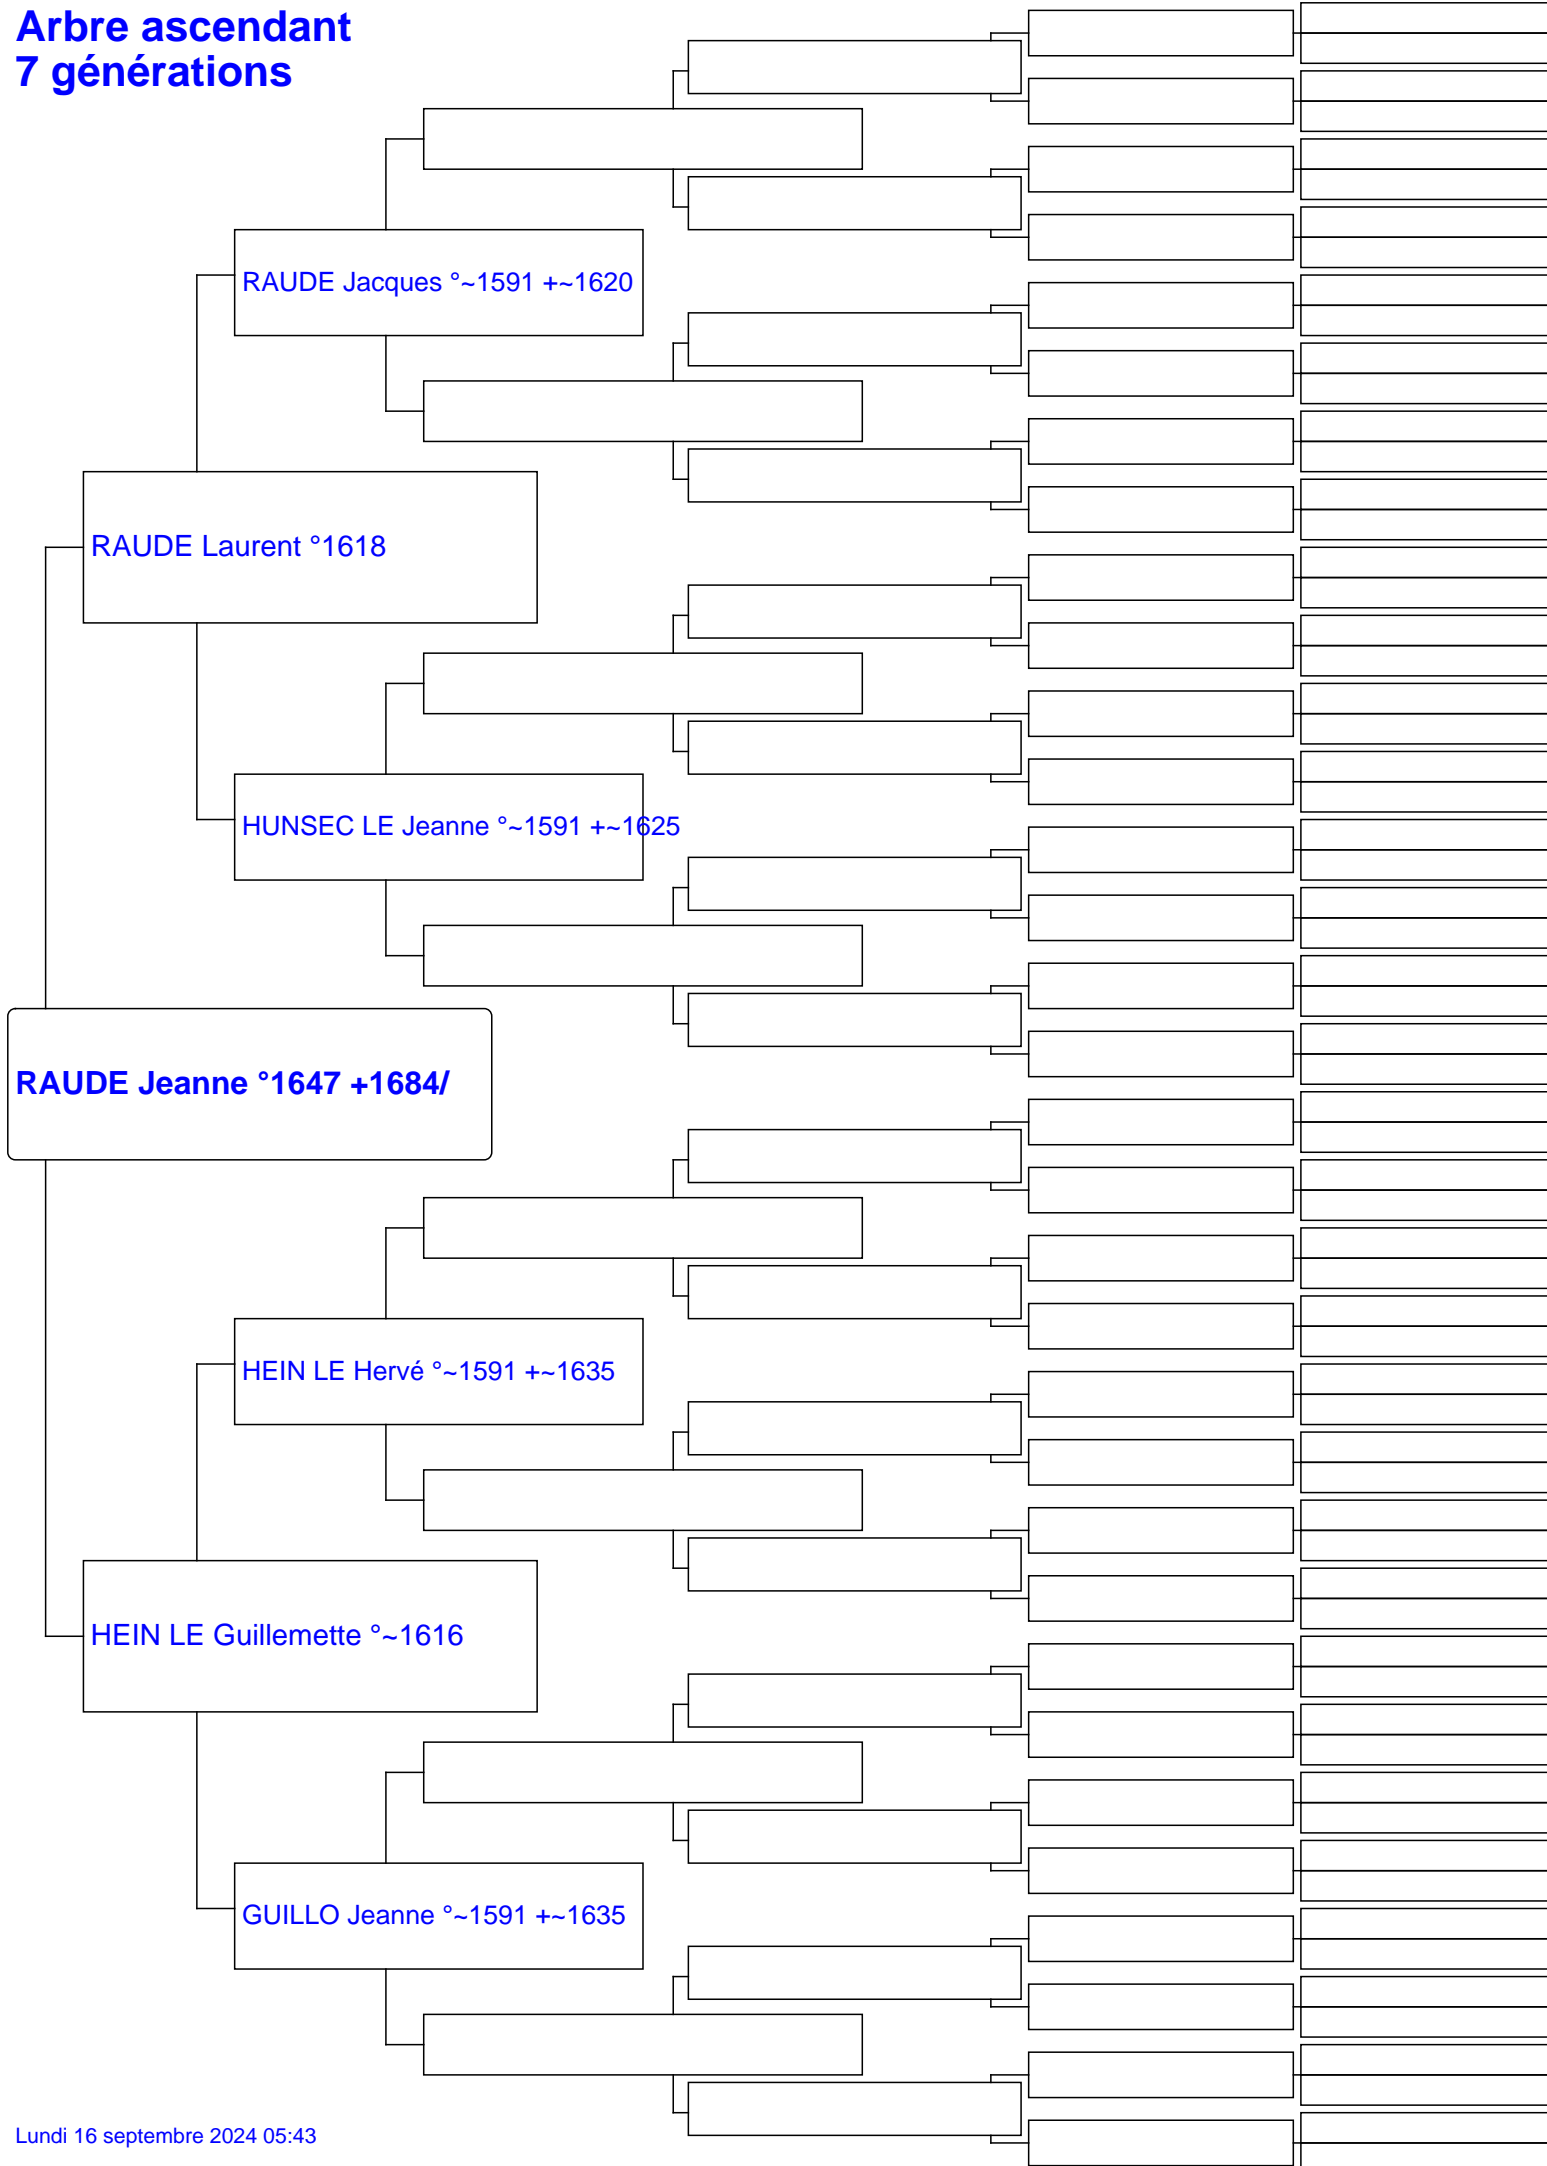 Arbre ascendant
7 générations
RAUDE Jacques °~1591 +~1620
RAUDE Laurent °1618
HUNSEC LE Jeanne °~1591 +~1625
RAUDE Jeanne °1647 +1684/
HEIN LE Hervé °~1591 +~1635
HEIN LE Guillemette °~1616
GUILLO Jeanne °~1591 +~1635
Lundi 16 septembre 2024 05:43